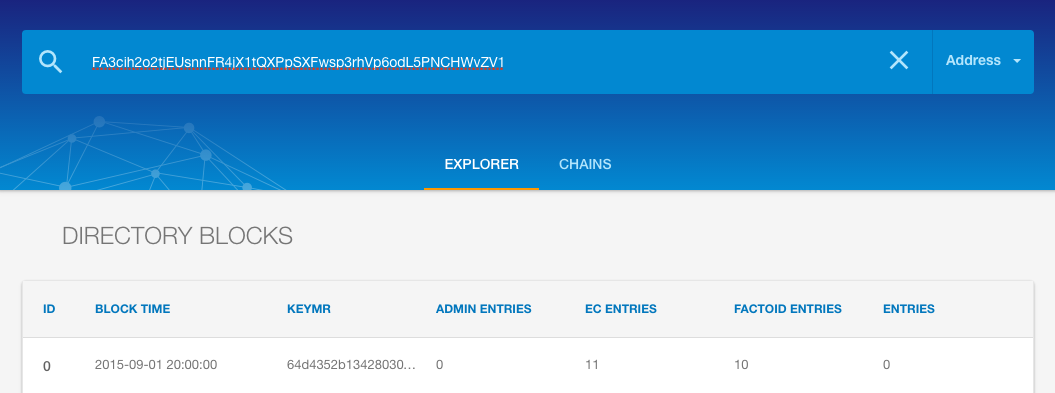 FA3cih2o2tjEUsnnFR4jX1tQXPpSXFwsp3rhVp6odL5PNCHWvZV1 Address
EXPLORER CHAINS
DIRECTORY BLOCKS
ID BLOCK TIME KEYMR ADMIN ENTRIES EC ENTRIES FACTOID ENTRIES ENTRIES
0 2015-09-01 20:00:00 64d4352b13428030... 0 11 10 0